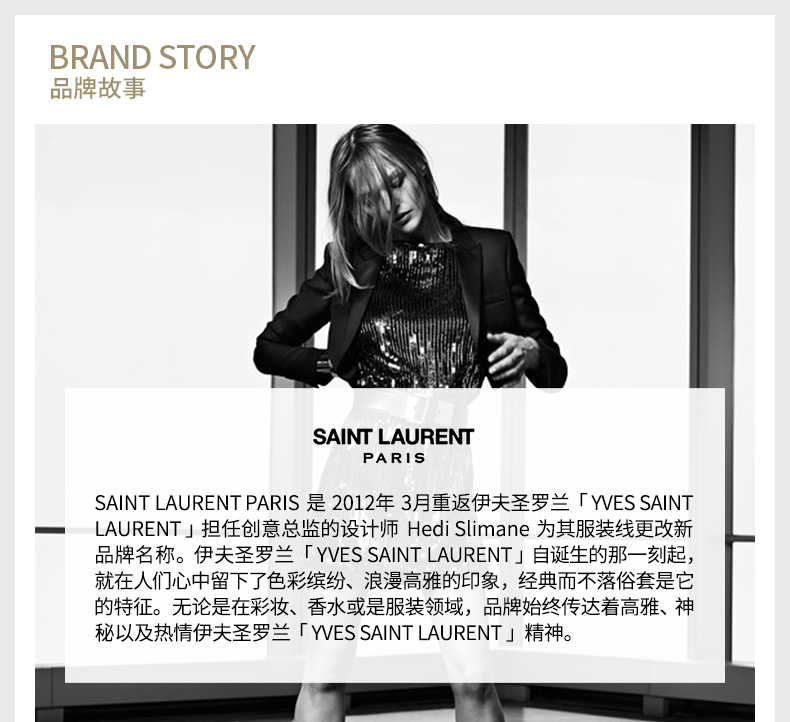 BRAND STORY
品牌故事
SAINT LAURENT
PARIS
SAINT LAURENT PARIS 是 2012年 3月重返伊夫圣罗兰「 YVES SAINT
LAURENT 」担任创意总监的设计师 Hedi Slimane 为其服装线更改新
品牌名称。伊夫圣罗兰「 YVES SAINT LAURENT 」自诞生的那一刻起,
就在人们心中留下了色彩缤纷、浪漫高雅的印象，经典而不落俗套是它
的特征。无论是在彩妆、香水或是服装领域，品牌始终传达着高雅、神
秘以及热情伊夫圣罗兰「 YVES SAINT LAURENT 」精神。